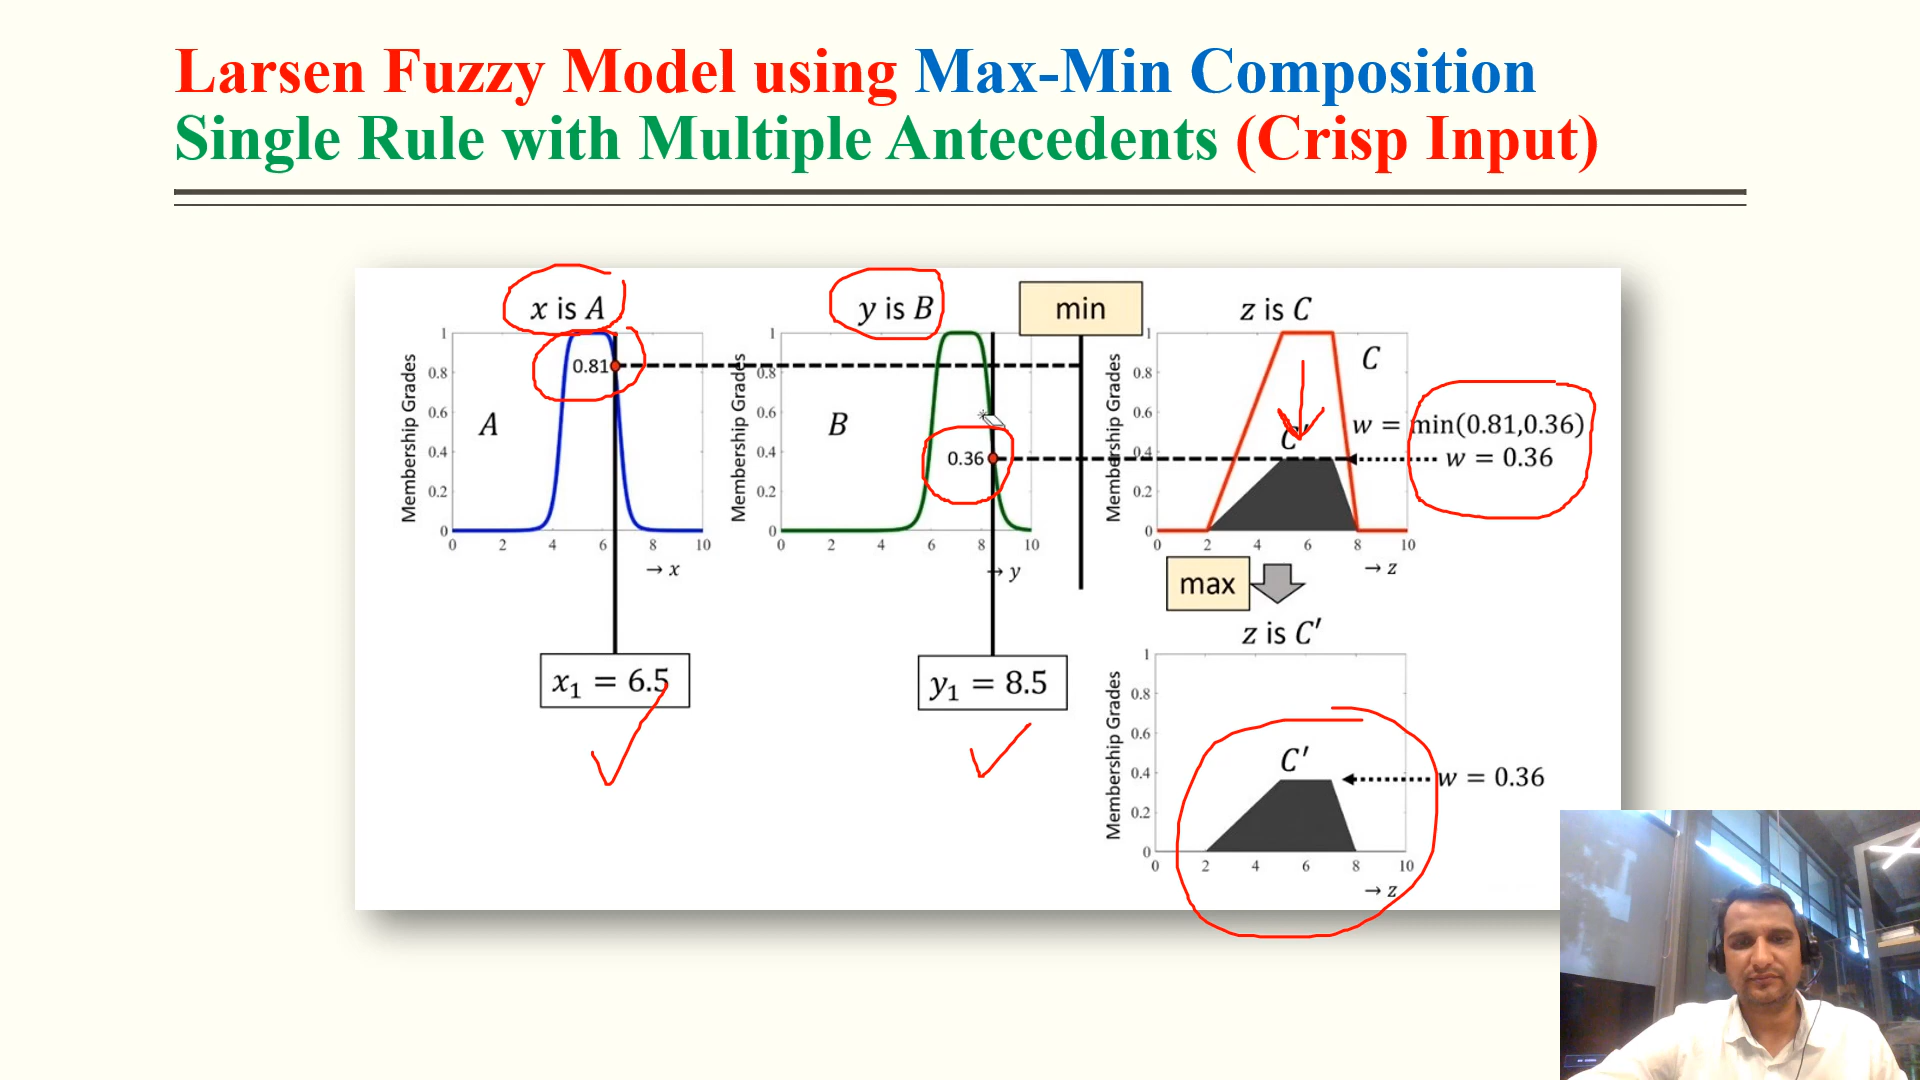 Larsen Fuzzy Model using Max-Min Composition
Single Rule with Multiple Antecedents (Crisp Input)
x is A
y is B
min
z is C
Membership Grades
1
0.8
0.6
0.4
0.2
0
0.81
A
0 2 4 6 8 10
→ x
Membership Grades
1
0.8
0.6
0.4
0.2
0
B
0.36
0 2 4 6 8 10
→ y
Membership Grades
1
0.8
0.6
0.4
0.2
0
C
C′
w = min(0.81,0.36)
w = 0.36
0 2 4 6 8 10
→ z
max
z is C′
x₁ = 6.5
y₁ = 8.5
Membership Grades
1
0.8
0.6
0.4
0.2
0
C′
w = 0.36
0 2 4 6 8 10
→ z